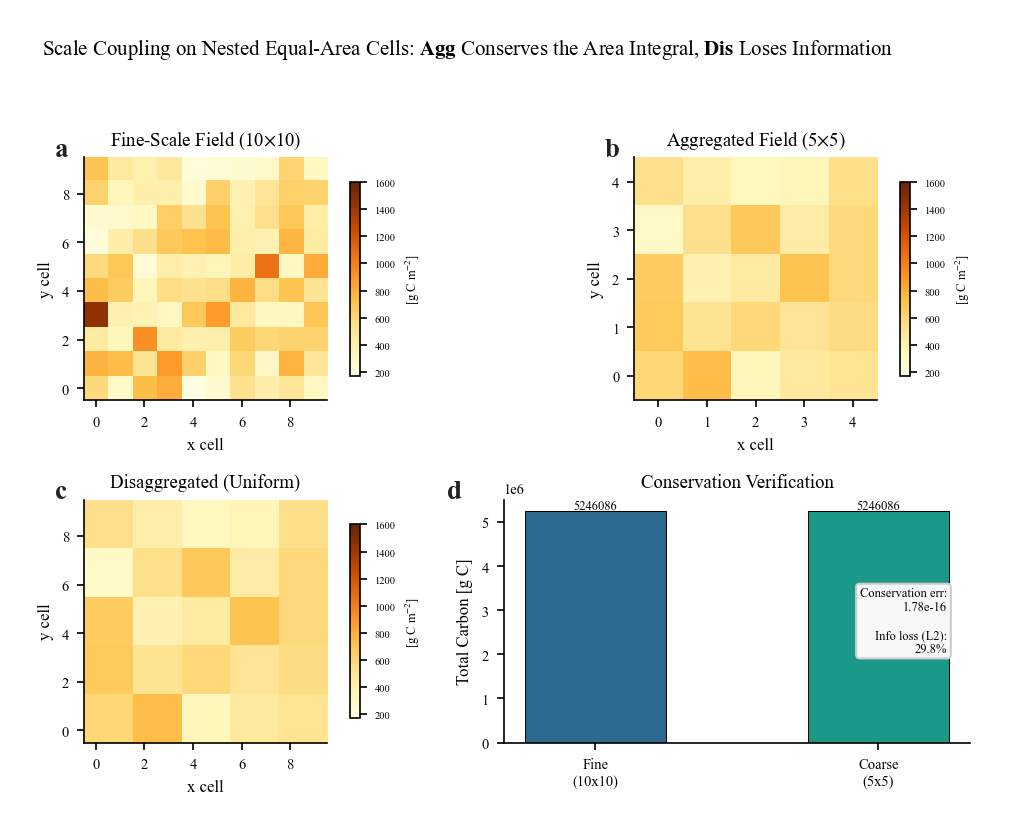 Scale Coupling on Nested Equal-Area Cells: Agg Conserves the Area Integral, Dis Loses Information
a
Fine-Scale Field (10×10)
y cell
8
6
4
2
0
0 2 4 6 8
x cell
1600
1400
1200
1000
800
600
400
200
[g C m⁻²]
b
Aggregated Field (5×5)
y cell
4
3
2
1
0
0 1 2 3 4
x cell
1600
1400
1200
1000
800
600
400
200
[g C m⁻²]
c
Disaggregated (Uniform)
y cell
8
6
4
2
0
0 2 4 6 8
x cell
1600
1400
1200
1000
800
600
400
200
[g C m⁻²]
d
Conservation Verification
1e6
Total Carbon [g C]
5
4
3
2
1
0
5246086
5246086
Conservation err:
1.78e-16
Info loss (L2):
29.8%
Fine
(10x10)
Coarse
(5x5)